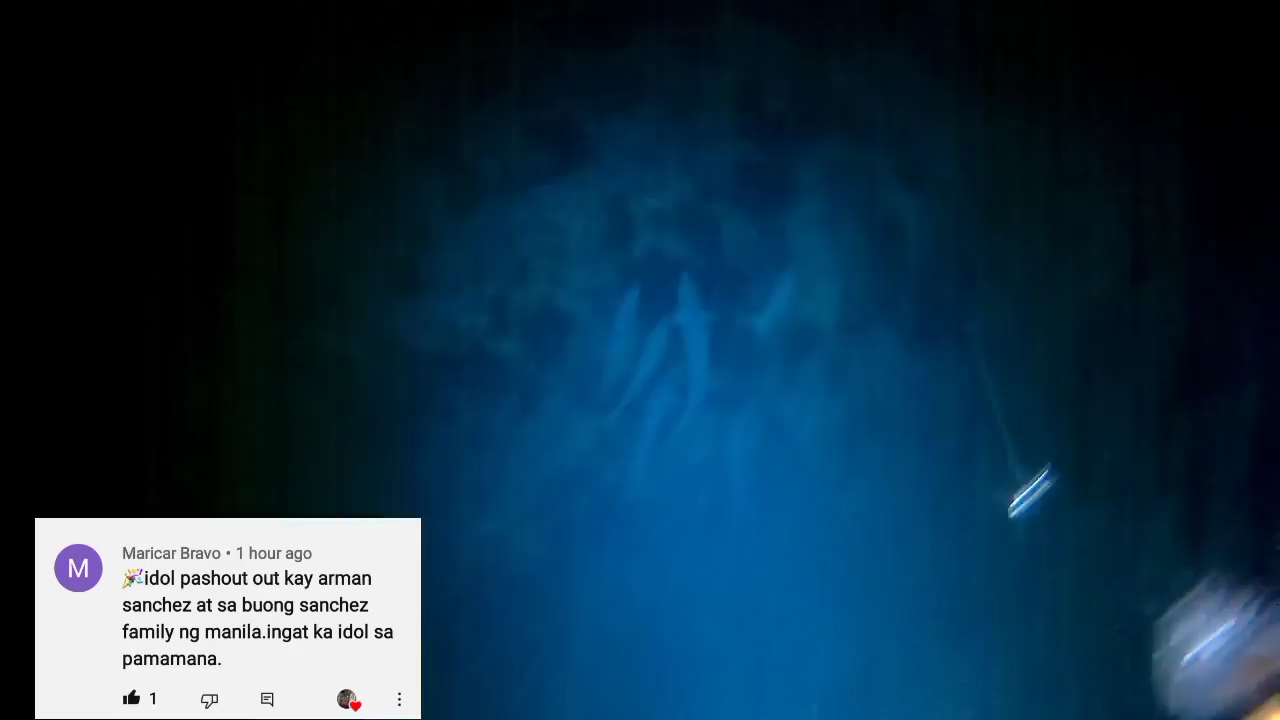 M
Maricar Bravo • 1 hour ago
🎉idol pashout out kay arman
sanchez at sa buong sanchez
family ng manila.ingat ka idol sa
pamamana.
1